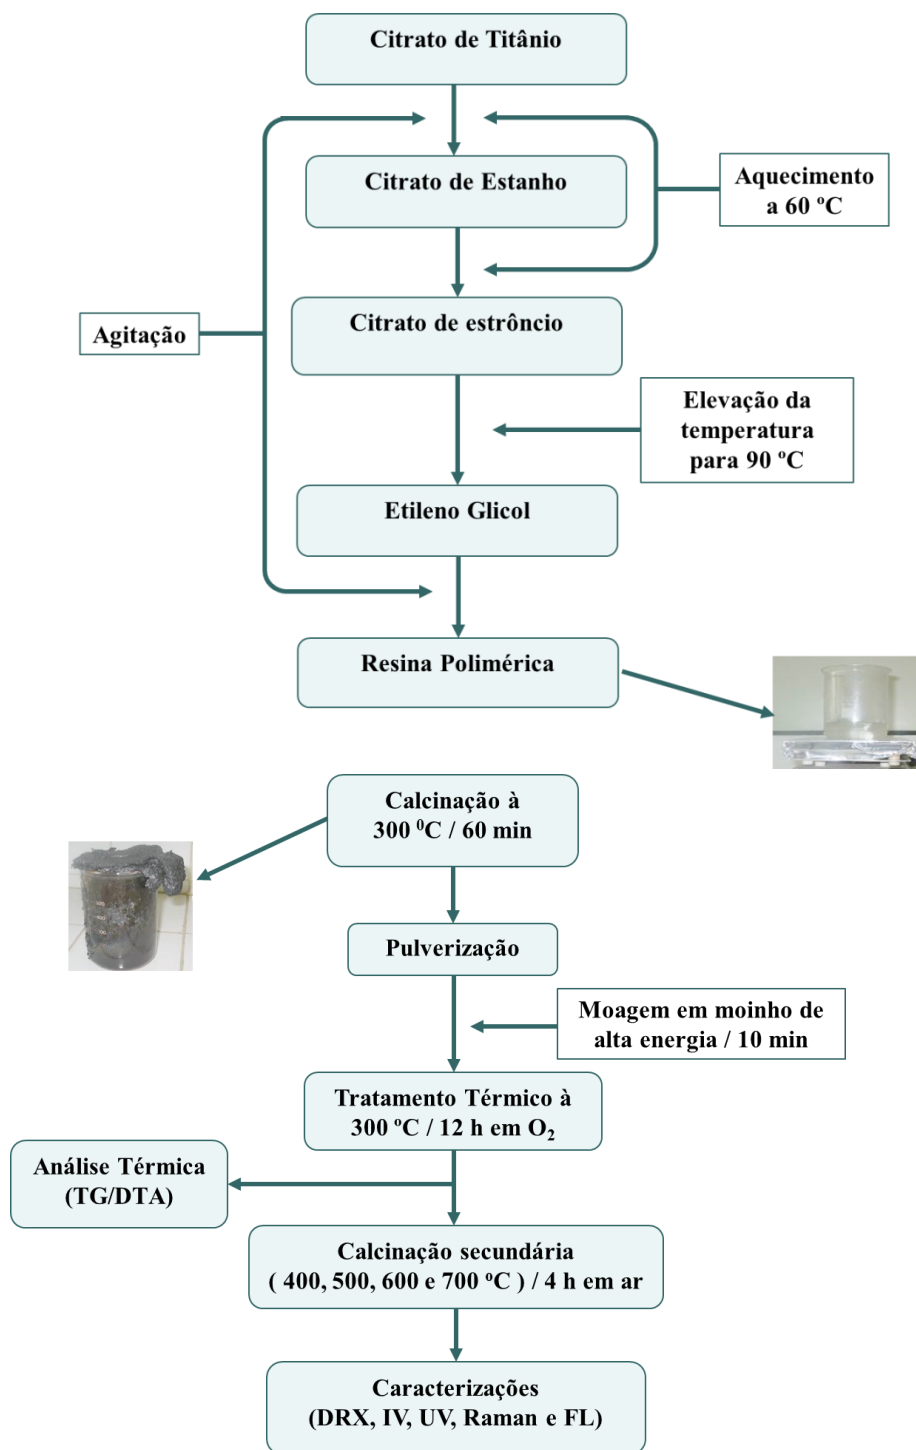 Citrato de Titânio
Citrato de Estanho
Aquecimento
a 60 ºC
Citrato de estrôncio
Agitação
Elevação da
temperatura
para 90 ºC
Etileno Glicol
Resina Polimérica
Calcinação à
300 ⁰C / 60 min
Pulverização
Moagem em moinho de
alta energia / 10 min
Tratamento Térmico à
300 ºC / 12 h em O₂
Análise Térmica
(TG/DTA)
Calcinação secundária
( 400, 500, 600 e 700 ºC ) / 4 h em ar
Caracterizações
(DRX, IV, UV, Raman e FL)